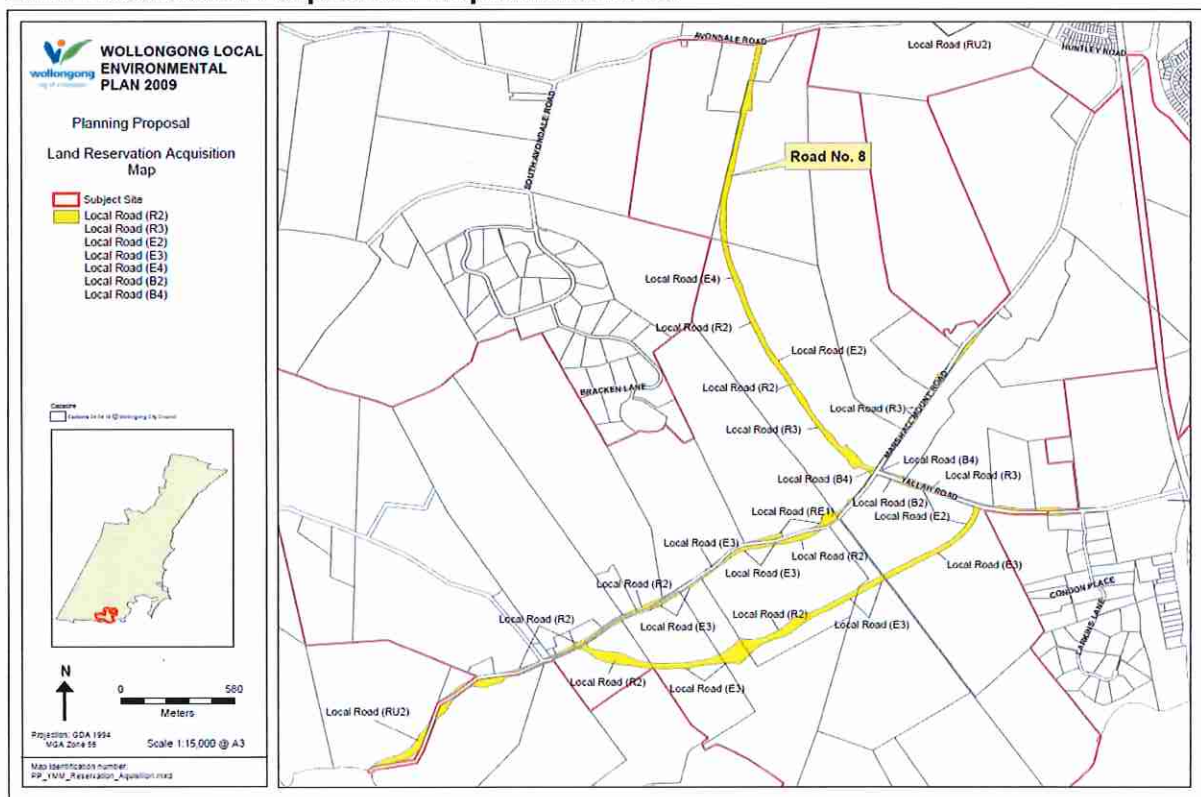 WOLLONGONG LOCAL
ENVIRONMENTAL
PLAN 2009
wollongong
Planning Proposal
Land Reservation Acquisition
Map
Subject Site
Local Road (R2)
Local Road (R3)
Local Road (E2)
Local Road (E3)
Local Road (E4)
Local Road (B2)
Local Road (B4)
Cadastre
N
0 580
Meters
Projection: GDA 1994
MGA Zone 56
Scale 1:15,000 @ A3
Map Identification number:
AVONDALE ROAD
Local Road (RU2)
HUNTLEY ROAD
SOUTH AVONDALE ROAD
Road No. 8
Local Road (E4)
Local Road (R2)
Local Road (E2)
BRACKEN LANE
Local Road (R2)
Local Road (R3)
MARSHALL MOUNT ROAD
Local Road (R3)
Local Road (B4)
Local Road (B4)
Local Road (R3)
YALLAH ROAD
Local Road (B2)
Local Road (RE1)
Local Road (E2)
Local Road (E3)
Local Road (R2)
Local Road (E3)
Local Road (E3)
Local Road (R2)
CONDON PLACE
LARKINS LANE
Local Road (R2)
Local Road (R2)
Local Road (E3)
Local Road (E3)
Local Road (R2)
Local Road (E3)
Local Road (RU2)